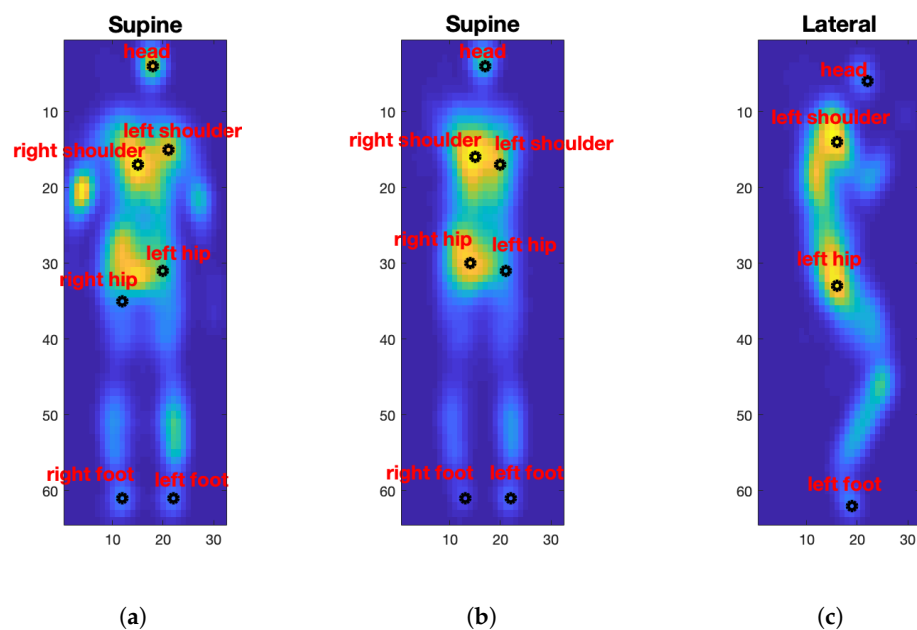 Supine
head
10
left shoulder
right shoulder
20
left hip
right hip
30
40
50
right foot
left foot
60
10 20 30
(a)
Supine
head
10
right shoulder
left shoulder
20
right hip
left hip
30
40
50
right foot
left foot
60
10 20 30
(b)
Lateral
head
10
left shoulder
20
left hip
30
40
50
left foot
60
10 20 30
(c)